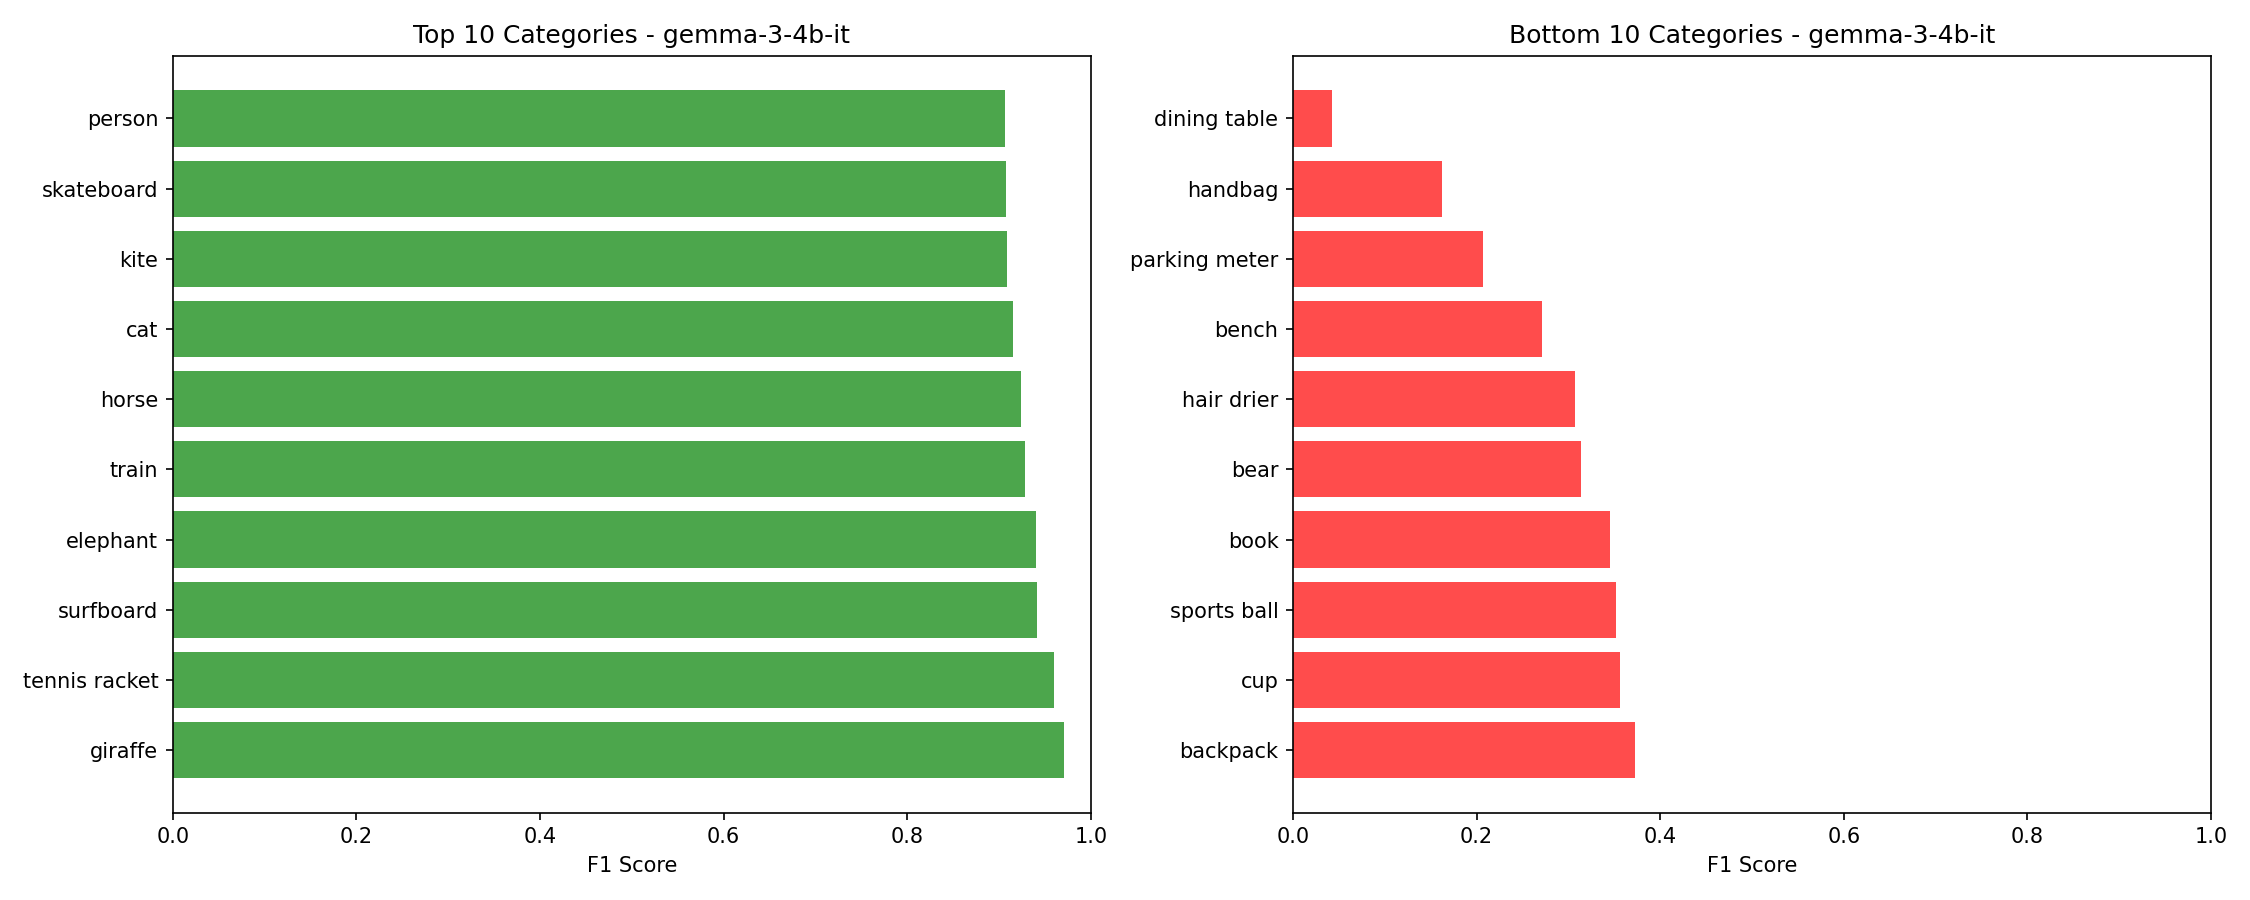 Top 10 Categories - gemma-3-4b-it
person
skateboard
kite
cat
horse
train
elephant
surfboard
tennis racket
giraffe
0.0 0.2 0.4 0.6 0.8 1.0
F1 Score
Bottom 10 Categories - gemma-3-4b-it
dining table
handbag
parking meter
bench
hair drier
bear
book
sports ball
cup
backpack
0.0 0.2 0.4 0.6 0.8 1.0
F1 Score